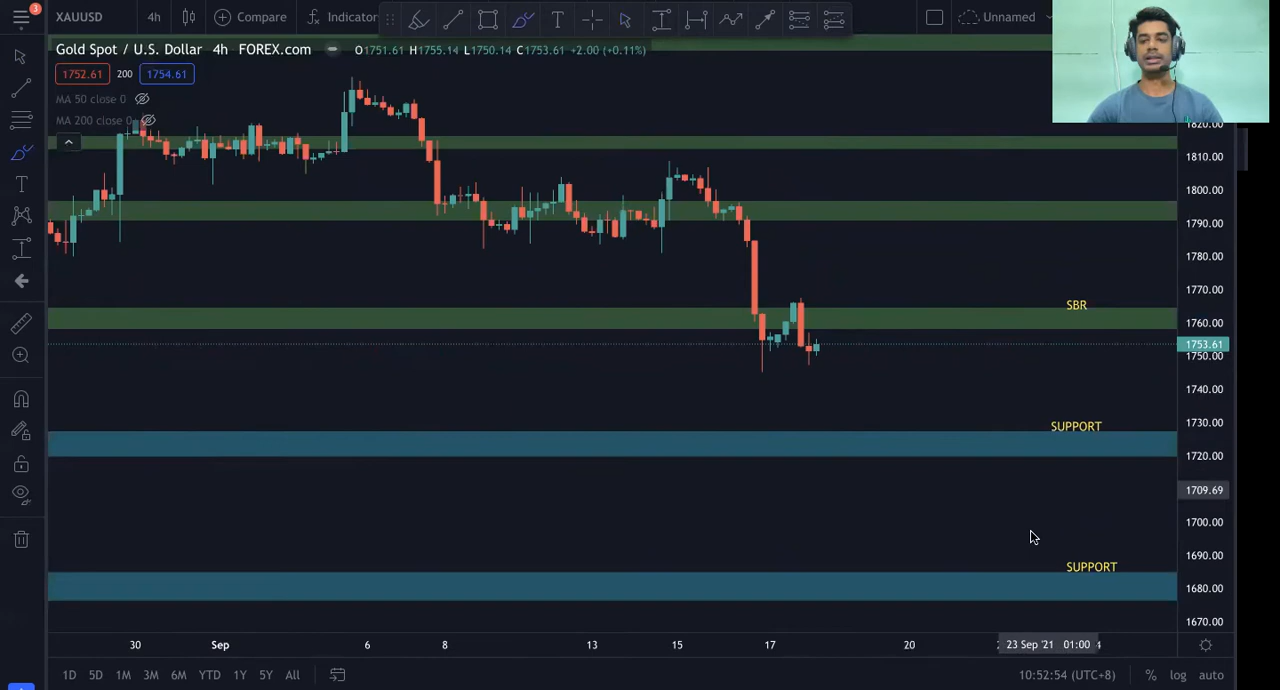 3
XAUUSD
4h
Compare
Indicator
T
Unnamed
Gold Spot / U.S. Dollar 4h FOREX.com
O1751.61 H1755.14 L1750.14 C1753.61 +2.00 (+0.11%)
1752.61 200 1754.61
MA 50 close 0
MA 200 close 0
1820.00
1810.00
1800.00
1790.00
1780.00
1770.00
SBR
1760.00
1753.61
1750.00
1740.00
1730.00
SUPPORT
1720.00
1709.69
1700.00
1690.00
SUPPORT
1680.00
1670.00
30 Sep 6 8 13 15 17 20 23 Sep '21 01:00
1D 5D 1M 3M 6M YTD 1Y 5Y All
10:52:54 (UTC+8) % log auto